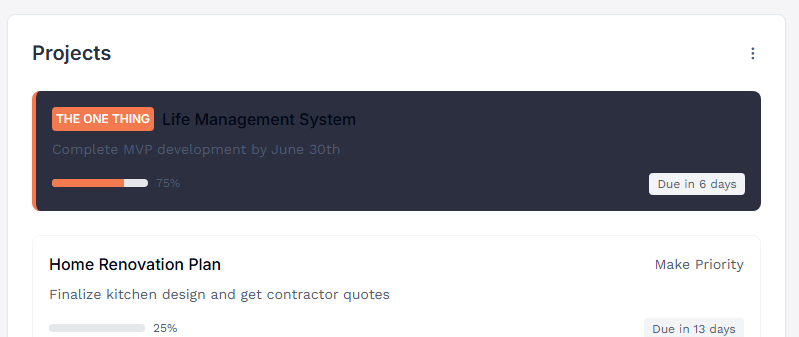 Projects
THE ONE THING Life Management System
Complete MVP development by June 30th
75% Due in 6 days
Home Renovation Plan Make Priority
Finalize kitchen design and get contractor quotes
25% Due in 13 days